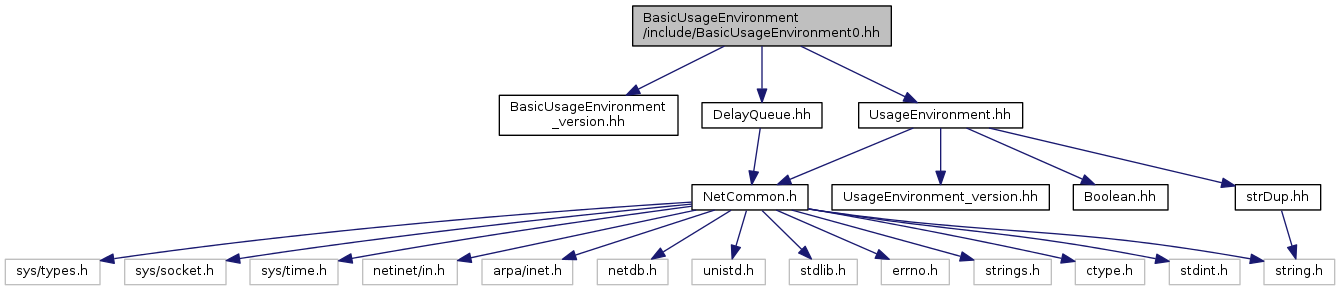 BasicUsageEnvironment
/include/BasicUsageEnvironment0.hh
BasicUsageEnvironment
_version.hh
DelayQueue.hh
UsageEnvironment.hh
NetCommon.h
UsageEnvironment_version.hh
Boolean.hh
strDup.hh
sys/types.h
sys/socket.h
sys/time.h
netinet/in.h
arpa/inet.h
netdb.h
unistd.h
stdlib.h
errno.h
strings.h
ctype.h
stdint.h
string.h